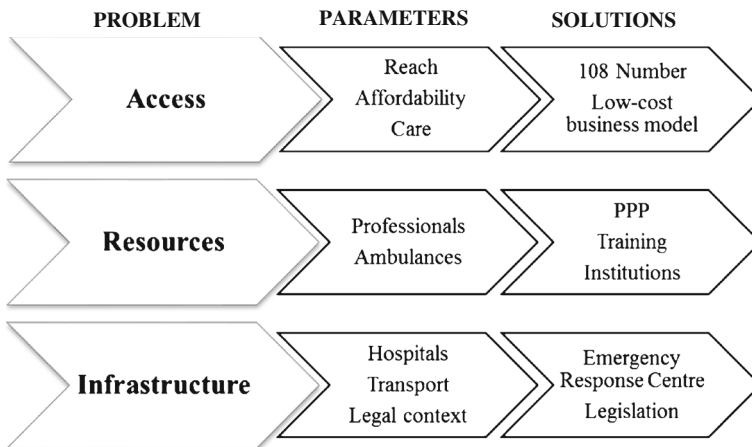 PROBLEM PARAMETERS SOLUTIONS
Access
Reach
Affordability
Care
108 Number
Low-cost
business model
Resources
Professionals
Ambulances
PPP
Training
Institutions
Infrastructure
Hospitals
Transport
Legal context
Emergency
Response Centre
Legislation